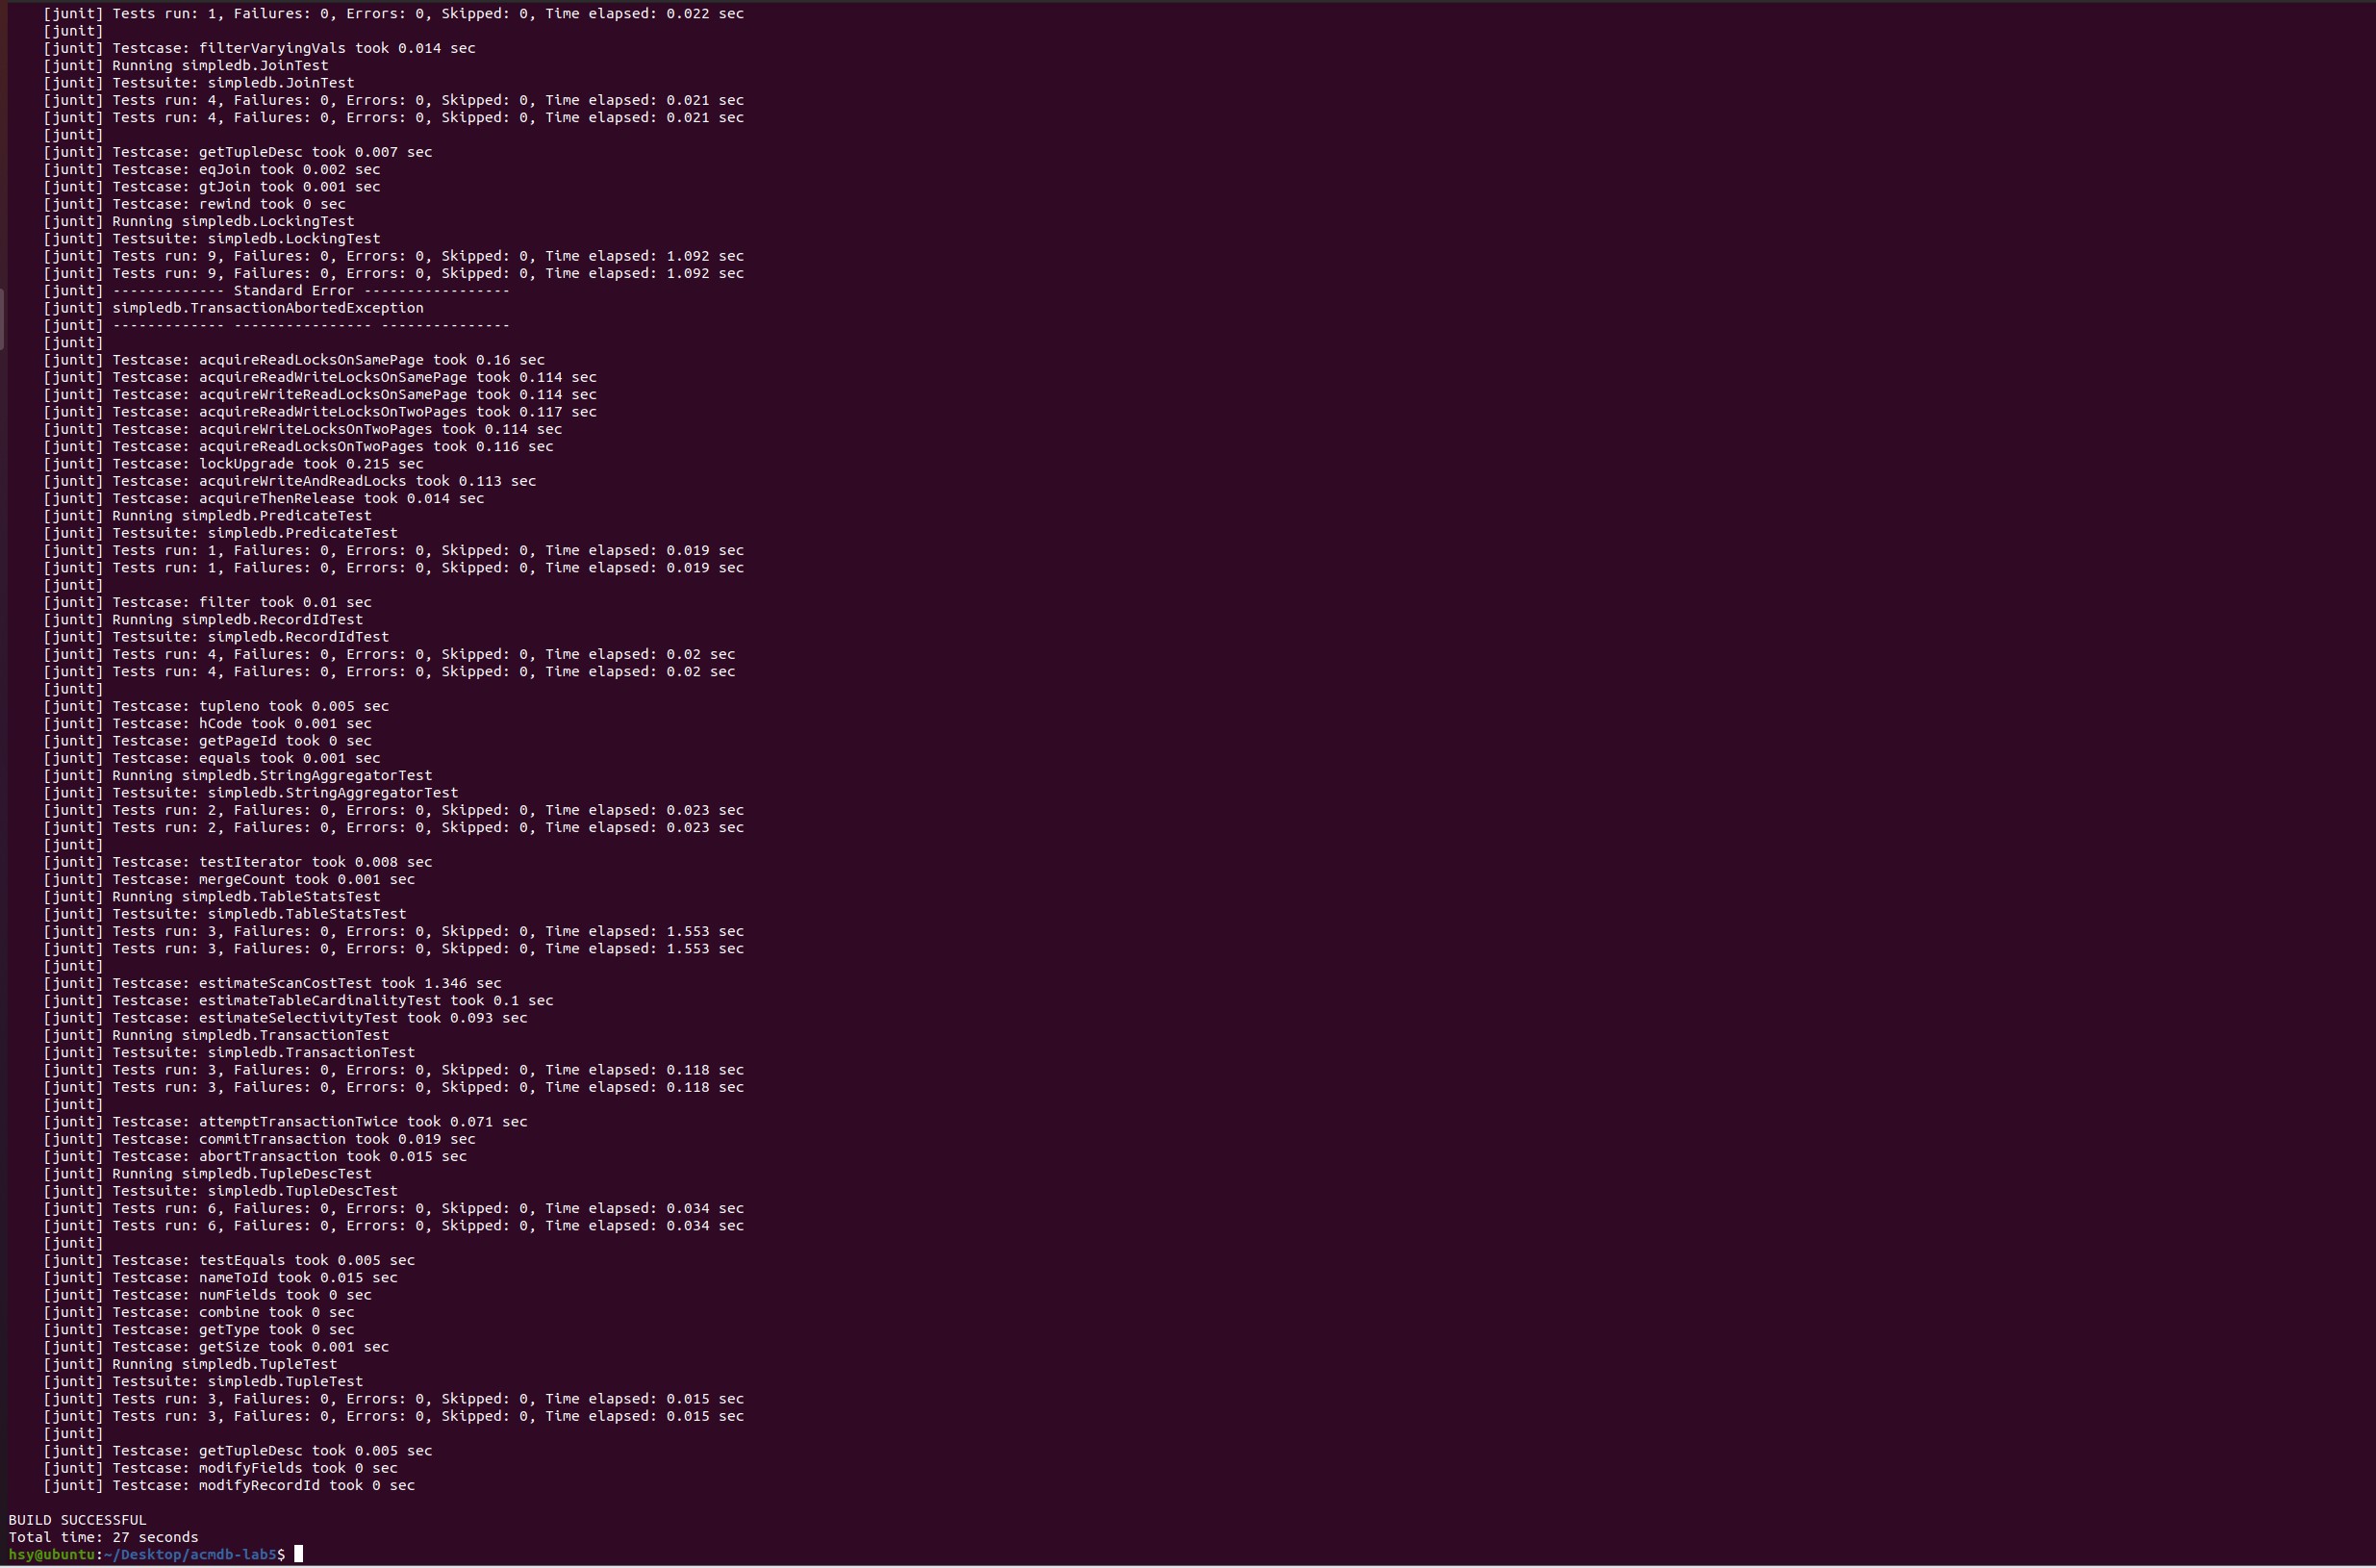 [junit] Tests run: 1, Failures: 0, Errors: 0, Skipped: 0, Time elapsed: 0.022 sec
[junit]
[junit] Testcase: filterVaryingVals took 0.014 sec
[junit] Running simpledb.JoinTest
[junit] Testsuite: simpledb.JoinTest
[junit] Tests run: 4, Failures: 0, Errors: 0, Skipped: 0, Time elapsed: 0.021 sec
[junit] Tests run: 4, Failures: 0, Errors: 0, Skipped: 0, Time elapsed: 0.021 sec
[junit]
[junit] Testcase: getTupleDesc took 0.007 sec
[junit] Testcase: eqJoin took 0.002 sec
[junit] Testcase: gtJoin took 0.001 sec
[junit] Testcase: rewind took 0 sec
[junit] Running simpledb.LockingTest
[junit] Testsuite: simpledb.LockingTest
[junit] Tests run: 9, Failures: 0, Errors: 0, Skipped: 0, Time elapsed: 1.092 sec
[junit] Tests run: 9, Failures: 0, Errors: 0, Skipped: 0, Time elapsed: 1.092 sec
[junit] ------------- Standard Error -----------------
[junit] simpledb.TransactionAbortedException
[junit] ------------- ---------------- ---------------
[junit]
[junit] Testcase: acquireReadLocksOnSamePage took 0.16 sec
[junit] Testcase: acquireReadWriteLocksOnSamePage took 0.114 sec
[junit] Testcase: acquireWriteReadLocksOnSamePage took 0.114 sec
[junit] Testcase: acquireReadWriteLocksOnTwoPages took 0.117 sec
[junit] Testcase: acquireWriteLocksOnTwoPages took 0.114 sec
[junit] Testcase: acquireReadLocksOnTwoPages took 0.116 sec
[junit] Testcase: lockUpgrade took 0.215 sec
[junit] Testcase: acquireWriteAndReadLocks took 0.113 sec
[junit] Testcase: acquireThenRelease took 0.014 sec
[junit] Running simpledb.PredicateTest
[junit] Testsuite: simpledb.PredicateTest
[junit] Tests run: 1, Failures: 0, Errors: 0, Skipped: 0, Time elapsed: 0.019 sec
[junit] Tests run: 1, Failures: 0, Errors: 0, Skipped: 0, Time elapsed: 0.019 sec
[junit]
[junit] Testcase: filter took 0.01 sec
[junit] Running simpledb.RecordIdTest
[junit] Testsuite: simpledb.RecordIdTest
[junit] Tests run: 4, Failures: 0, Errors: 0, Skipped: 0, Time elapsed: 0.02 sec
[junit] Tests run: 4, Failures: 0, Errors: 0, Skipped: 0, Time elapsed: 0.02 sec
[junit]
[junit] Testcase: tupleno took 0.005 sec
[junit] Testcase: hCode took 0.001 sec
[junit] Testcase: getPageId took 0 sec
[junit] Testcase: equals took 0.001 sec
[junit] Running simpledb.StringAggregatorTest
[junit] Testsuite: simpledb.StringAggregatorTest
[junit] Tests run: 2, Failures: 0, Errors: 0, Skipped: 0, Time elapsed: 0.023 sec
[junit] Tests run: 2, Failures: 0, Errors: 0, Skipped: 0, Time elapsed: 0.023 sec
[junit]
[junit] Testcase: testIterator took 0.008 sec
[junit] Testcase: mergeCount took 0.001 sec
[junit] Running simpledb.TableStatsTest
[junit] Testsuite: simpledb.TableStatsTest
[junit] Tests run: 3, Failures: 0, Errors: 0, Skipped: 0, Time elapsed: 1.553 sec
[junit] Tests run: 3, Failures: 0, Errors: 0, Skipped: 0, Time elapsed: 1.553 sec
[junit]
[junit] Testcase: estimateScanCostTest took 1.346 sec
[junit] Testcase: estimateTableCardinalityTest took 0.1 sec
[junit] Testcase: estimateSelectivityTest took 0.093 sec
[junit] Running simpledb.TransactionTest
[junit] Testsuite: simpledb.TransactionTest
[junit] Tests run: 3, Failures: 0, Errors: 0, Skipped: 0, Time elapsed: 0.118 sec
[junit] Tests run: 3, Failures: 0, Errors: 0, Skipped: 0, Time elapsed: 0.118 sec
[junit]
[junit] Testcase: attemptTransactionTwice took 0.071 sec
[junit] Testcase: commitTransaction took 0.019 sec
[junit] Testcase: abortTransaction took 0.015 sec
[junit] Running simpledb.TupleDescTest
[junit] Testsuite: simpledb.TupleDescTest
[junit] Tests run: 6, Failures: 0, Errors: 0, Skipped: 0, Time elapsed: 0.034 sec
[junit] Tests run: 6, Failures: 0, Errors: 0, Skipped: 0, Time elapsed: 0.034 sec
[junit]
[junit] Testcase: testEquals took 0.005 sec
[junit] Testcase: nameToId took 0.015 sec
[junit] Testcase: numFields took 0 sec
[junit] Testcase: combine took 0 sec
[junit] Testcase: getType took 0 sec
[junit] Testcase: getSize took 0.001 sec
[junit] Running simpledb.TupleTest
[junit] Testsuite: simpledb.TupleTest
[junit] Tests run: 3, Failures: 0, Errors: 0, Skipped: 0, Time elapsed: 0.015 sec
[junit] Tests run: 3, Failures: 0, Errors: 0, Skipped: 0, Time elapsed: 0.015 sec
[junit]
[junit] Testcase: getTupleDesc took 0.005 sec
[junit] Testcase: modifyFields took 0 sec
[junit] Testcase: modifyRecordId took 0 sec
BUILD SUCCESSFUL
Total time: 27 seconds
hsy@ubuntu:~/Desktop/acmdb-lab5$